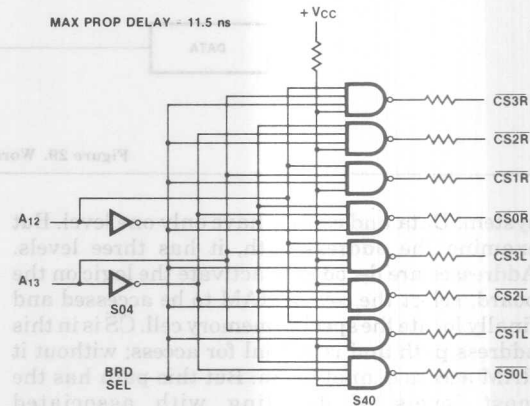 MAX PROP DELAY 11.5 ns
+ VCC
CS3R
CS2R
CS1R
A12
CS0R
CS3L
A13
S04
CS2L
CS1L
BRD
SEL
CS0L
S40